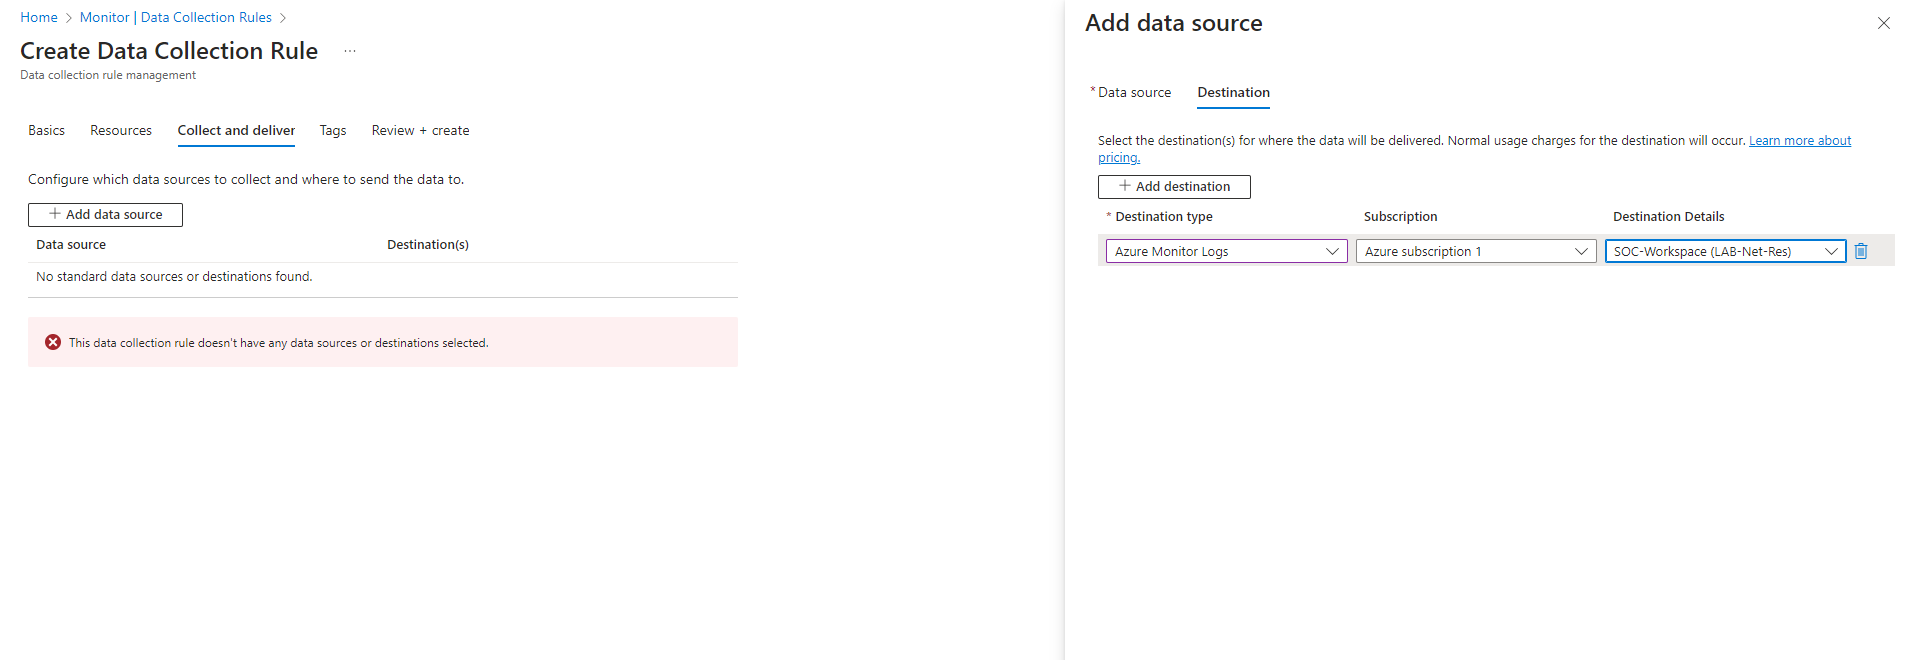 Home > Monitor | Data Collection Rules >
Create Data Collection Rule ...
Data collection rule management
Basics Resources Collect and deliver Tags Review + create
Configure which data sources to collect and where to send the data to.
+ Add data source
Data source Destination(s)
No standard data sources or destinations found.
This data collection rule doesn't have any data sources or destinations selected.
Add data source
* Data source Destination
Select the destination(s) for where the data will be delivered. Normal usage charges for the destination will occur. Learn more about
pricing.
+ Add destination
* Destination type Subscription Destination Details
Azure Monitor Logs Azure subscription 1 SOC-Workspace (LAB-Net-Res)